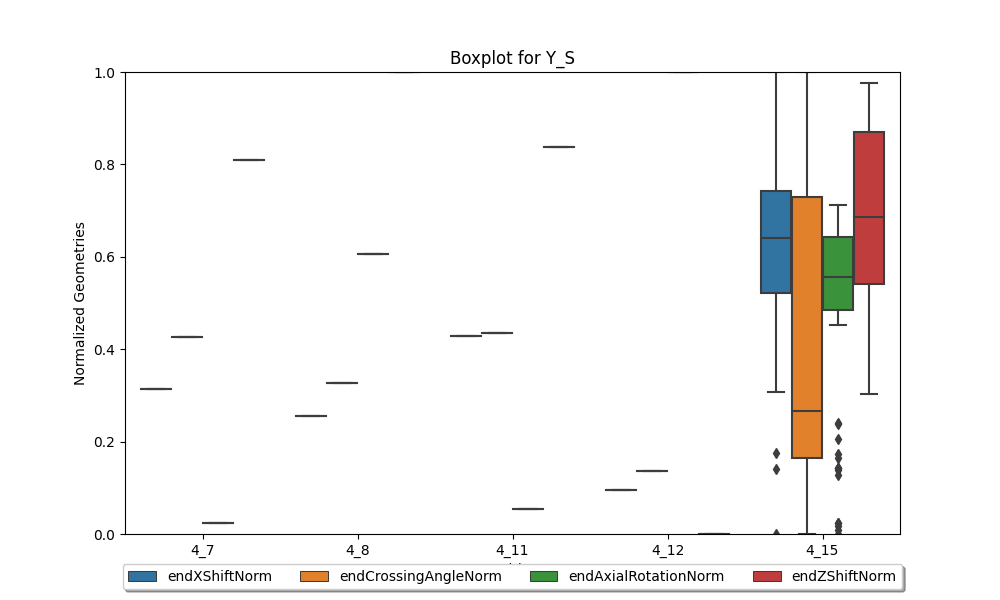 Boxplot for Y_S
Normalized Geometries
1.0
0.8
0.6
0.4
0.2
0.0
4_7 4_8 4_11 4_12 4_15
endXShiftNorm endCrossingAngleNorm endAxialRotationNorm endZShiftNorm